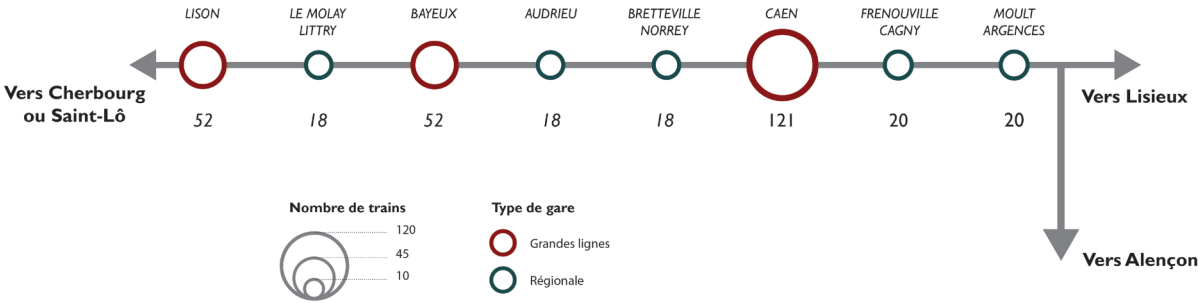 LISON
LE MOLAY
LITTRY
BAYEUX
AUDRIEU
BRETTEVILLE
NORREY
CAEN
FRENOUVILLE
CAGNY
MOULT
ARGENCES
Vers Cherbourg
ou Saint-Lô
Vers Lisieux
52
18
52
18
18
121
20
20
Nombre de trains
120
45
10
Type de gare
Grandes lignes
Régionale
Vers Alençon